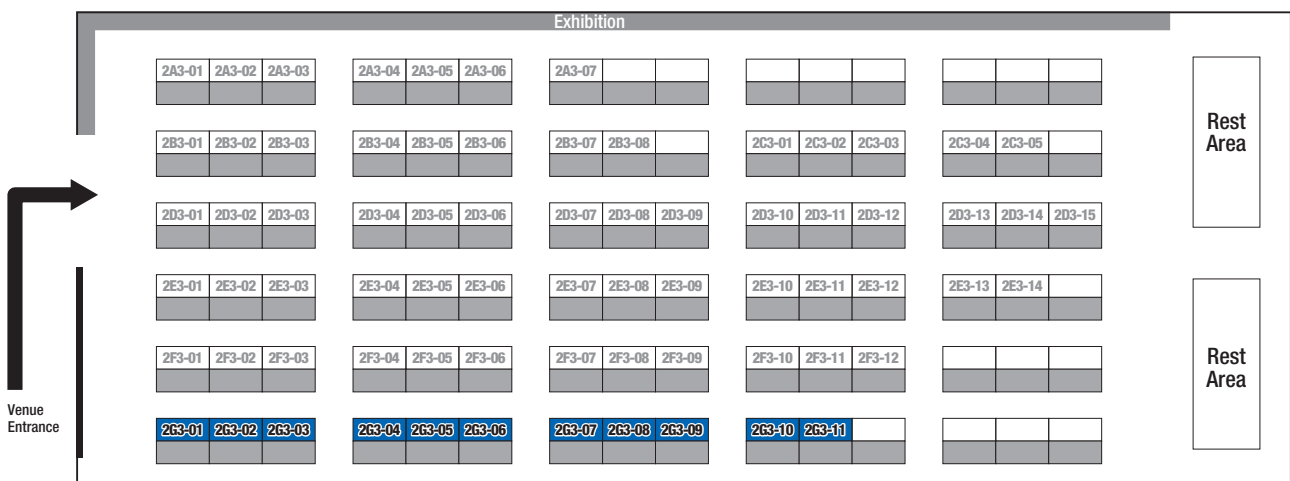 Exhibition
2A3-01 2A3-02 2A3-03 2A3-04 2A3-05 2A3-06 2A3-07
Rest
Area
2B3-01 2B3-02 2B3-03 2B3-04 2B3-05 2B3-06 2B3-07 2B3-08 2C3-01 2C3-02 2C3-03 2C3-04 2C3-05
2D3-01 2D3-02 2D3-03 2D3-04 2D3-05 2D3-06 2D3-07 2D3-08 2D3-09 2D3-10 2D3-11 2D3-12 2D3-13 2D3-14 2D3-15
2E3-01 2E3-02 2E3-03 2E3-04 2E3-05 2E3-06 2E3-07 2E3-08 2E3-09 2E3-10 2E3-11 2E3-12 2E3-13 2E3-14
2F3-01 2F3-02 2F3-03 2F3-04 2F3-05 2F3-06 2F3-07 2F3-08 2F3-09 2F3-10 2F3-11 2F3-12
Rest
Area
Venue
Entrance
2G3-01 2G3-02 2G3-03 2G3-04 2G3-05 2G3-06 2G3-07 2G3-08 2G3-09 2G3-10 2G3-11